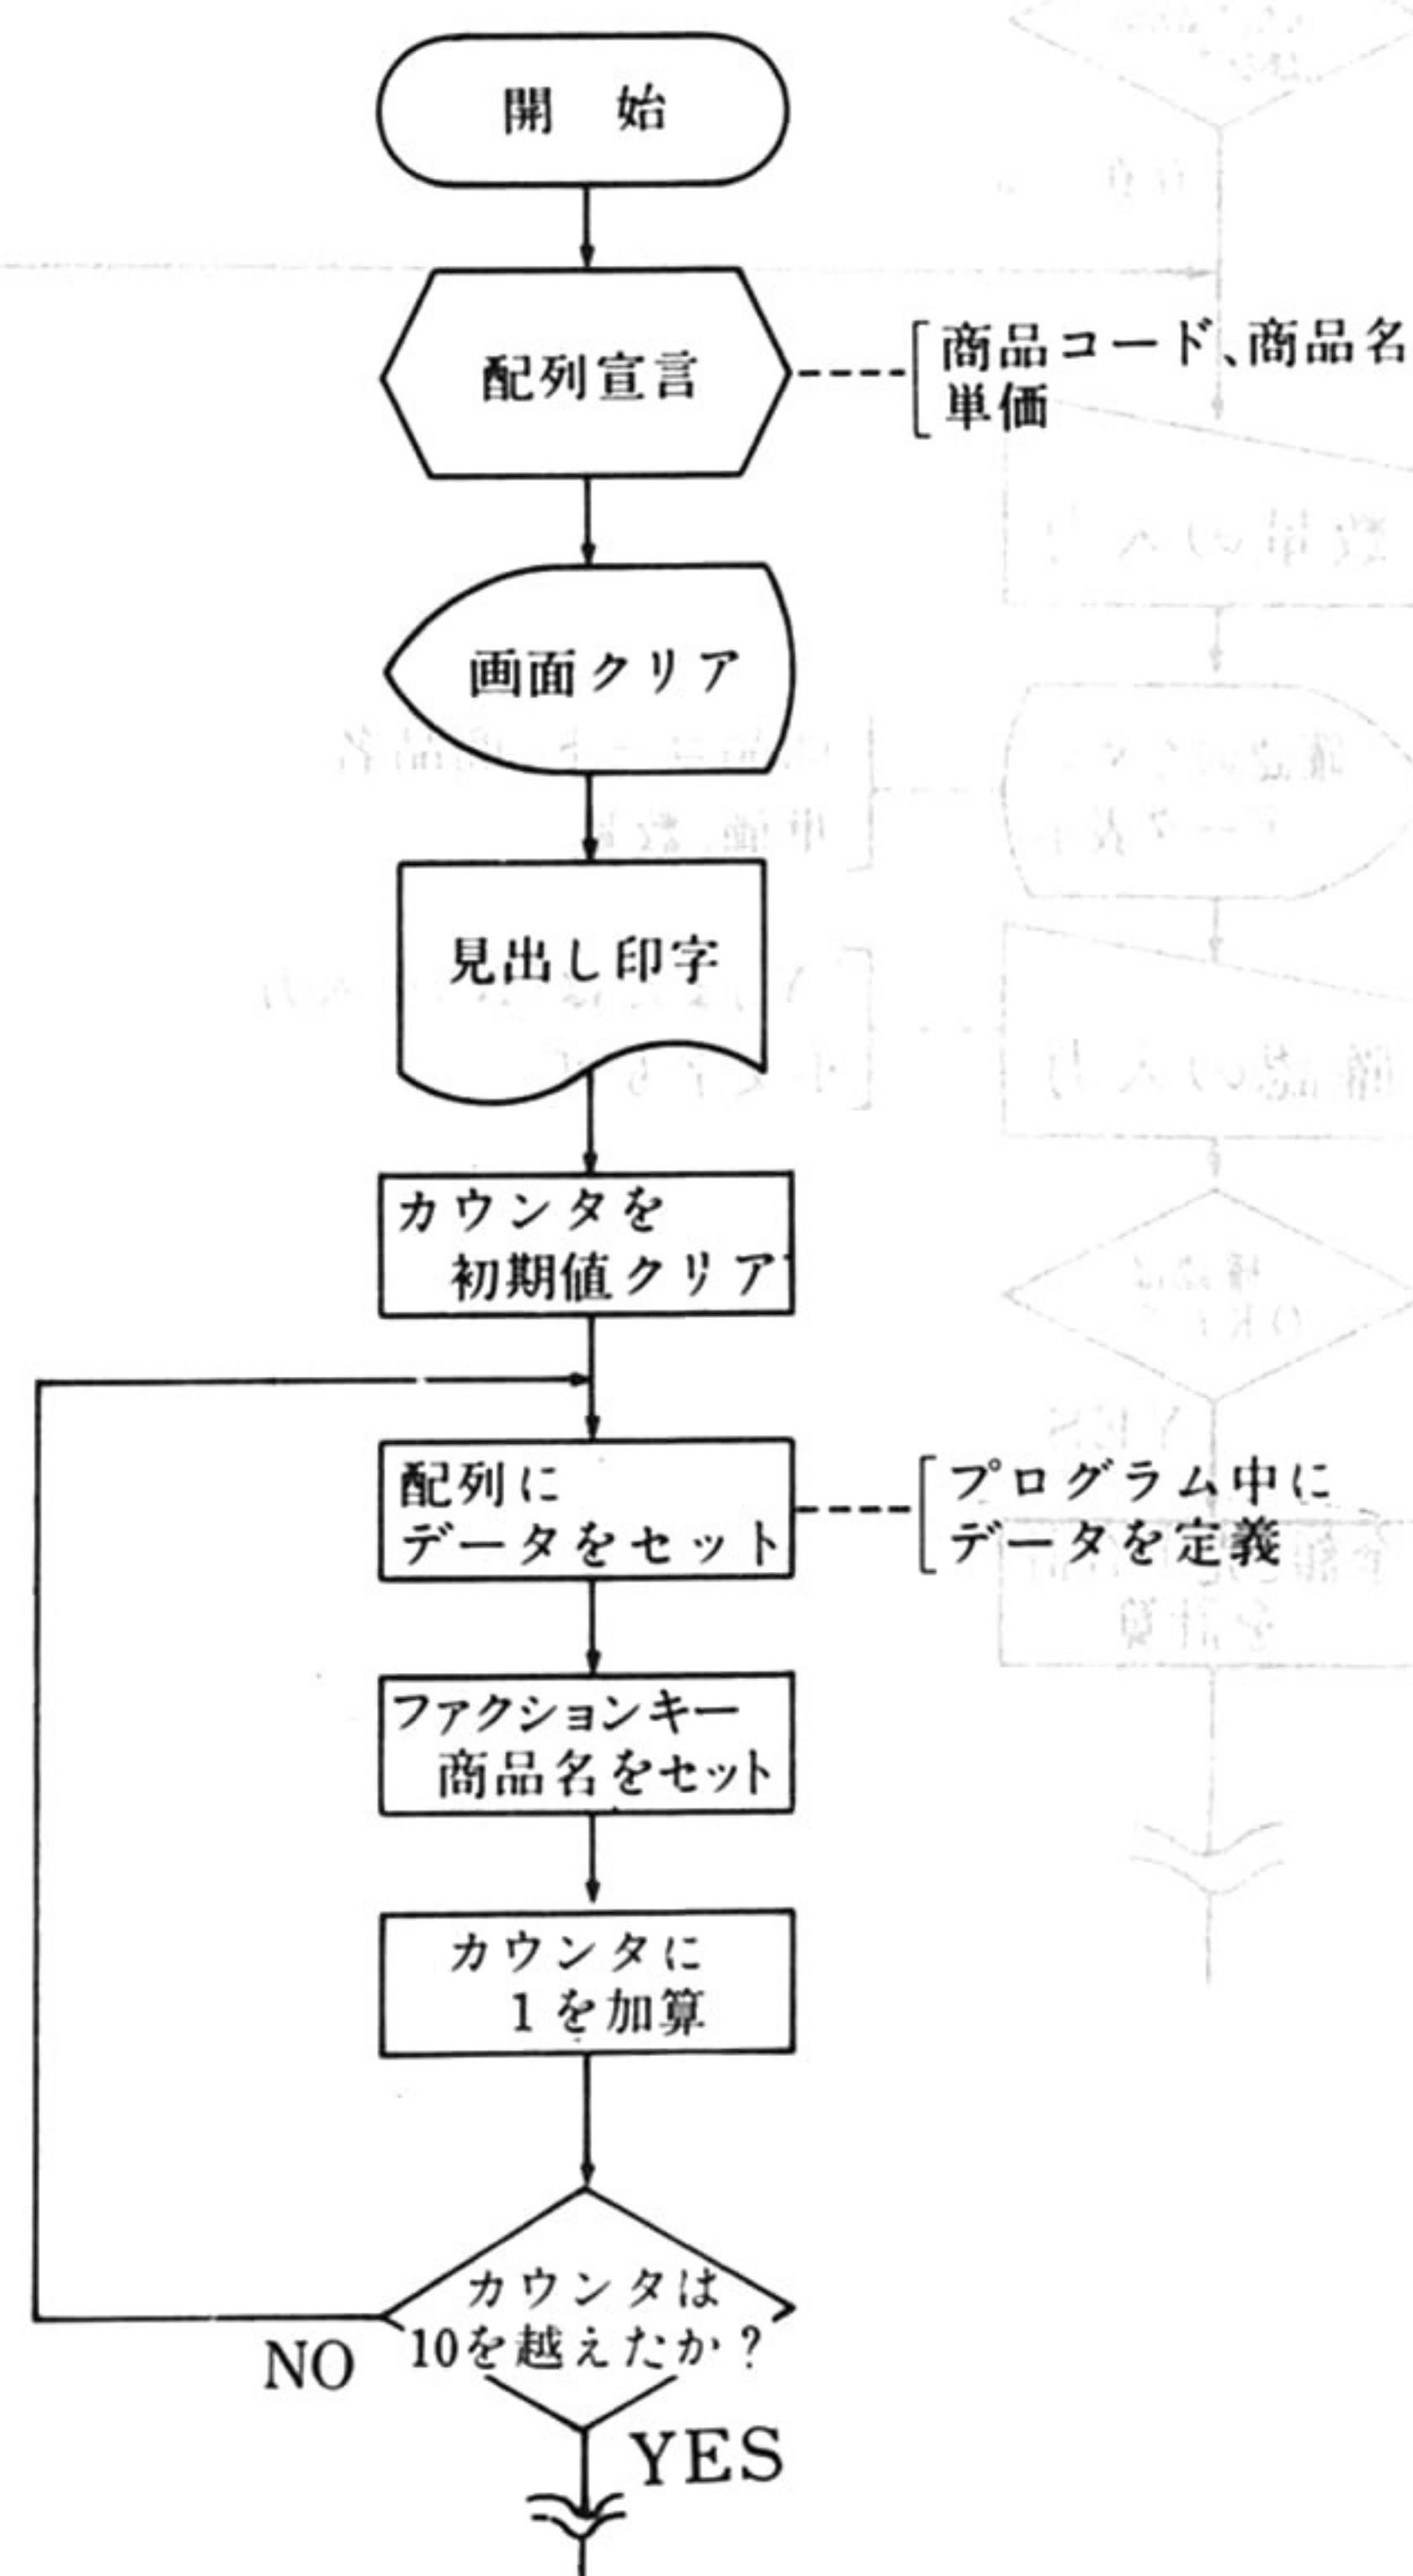 開 始
配列宣言
商品コード、商品名
単価
画面クリア
見出し印字
カウンタを
初期値クリア
配列に
データをセット
プログラム中に
データを定義
ファクションキー
商品名をセット
カウンタに
1を加算
カウンタは
10を越えたか?
NO
YES